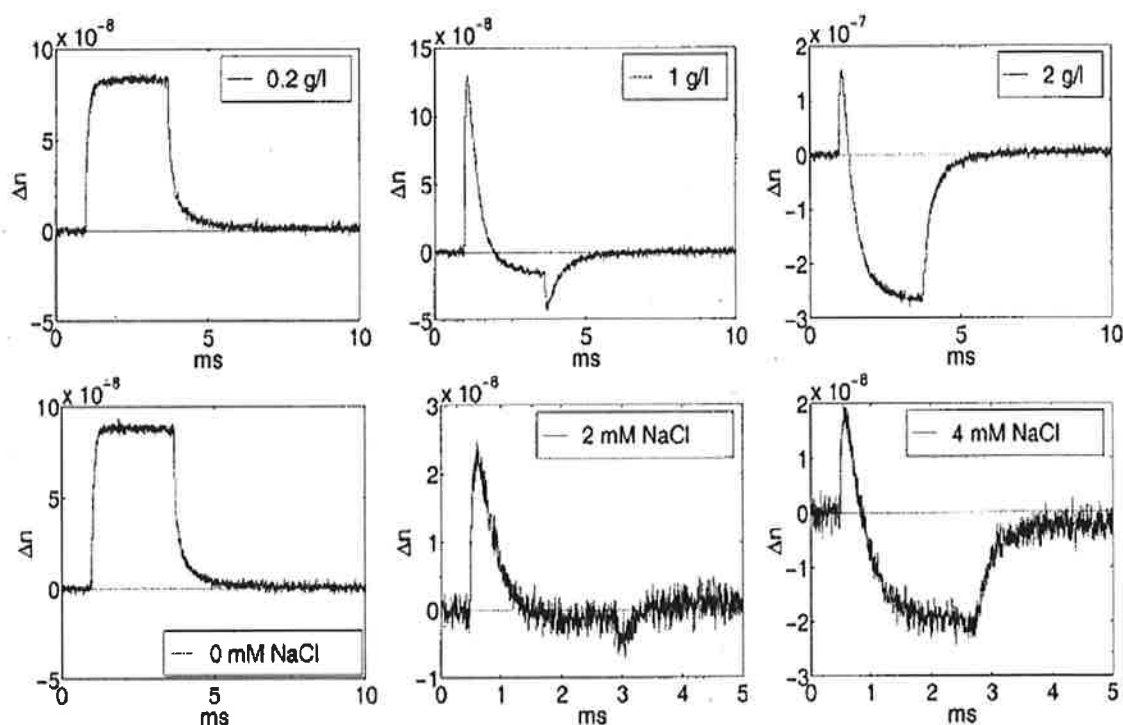 x 10⁻⁸
10
5
0
−5
Δn
0 5 10
ms
0.2 g/l
x 10⁻⁸
15
10
5
0
−5
Δn
0 5 10
ms
1 g/l
x 10⁻⁷
2
1
0
−1
−2
−3
Δn
0 5 10
ms
2 g/l
x 10⁻⁸
10
5
0
−5
Δn
0 5 10
ms
0 mM NaCl
x 10⁻⁸
3
2
1
0
−1
Δn
0 1 2 3 4 5
ms
2 mM NaCl
x 10⁻⁸
2
1
0
−1
−2
−3
Δn
0 1 2 3 4 5
ms
4 mM NaCl